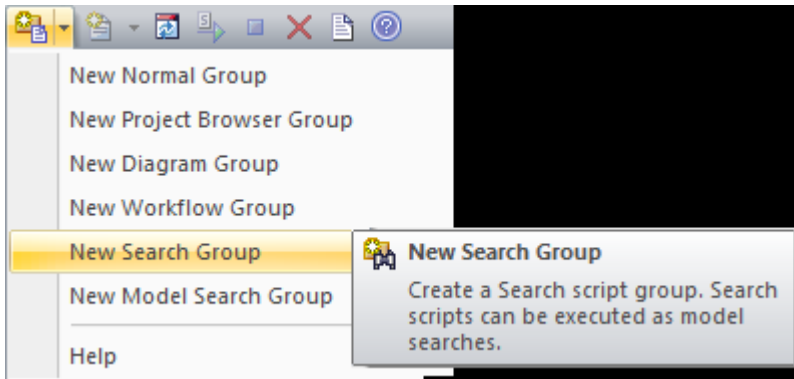 New Normal Group
New Project Browser Group
New Diagram Group
New Workflow Group
New Search Group
New Model Search Group
Help
New Search Group
Create a Search script group. Search
scripts can be executed as model
searches.